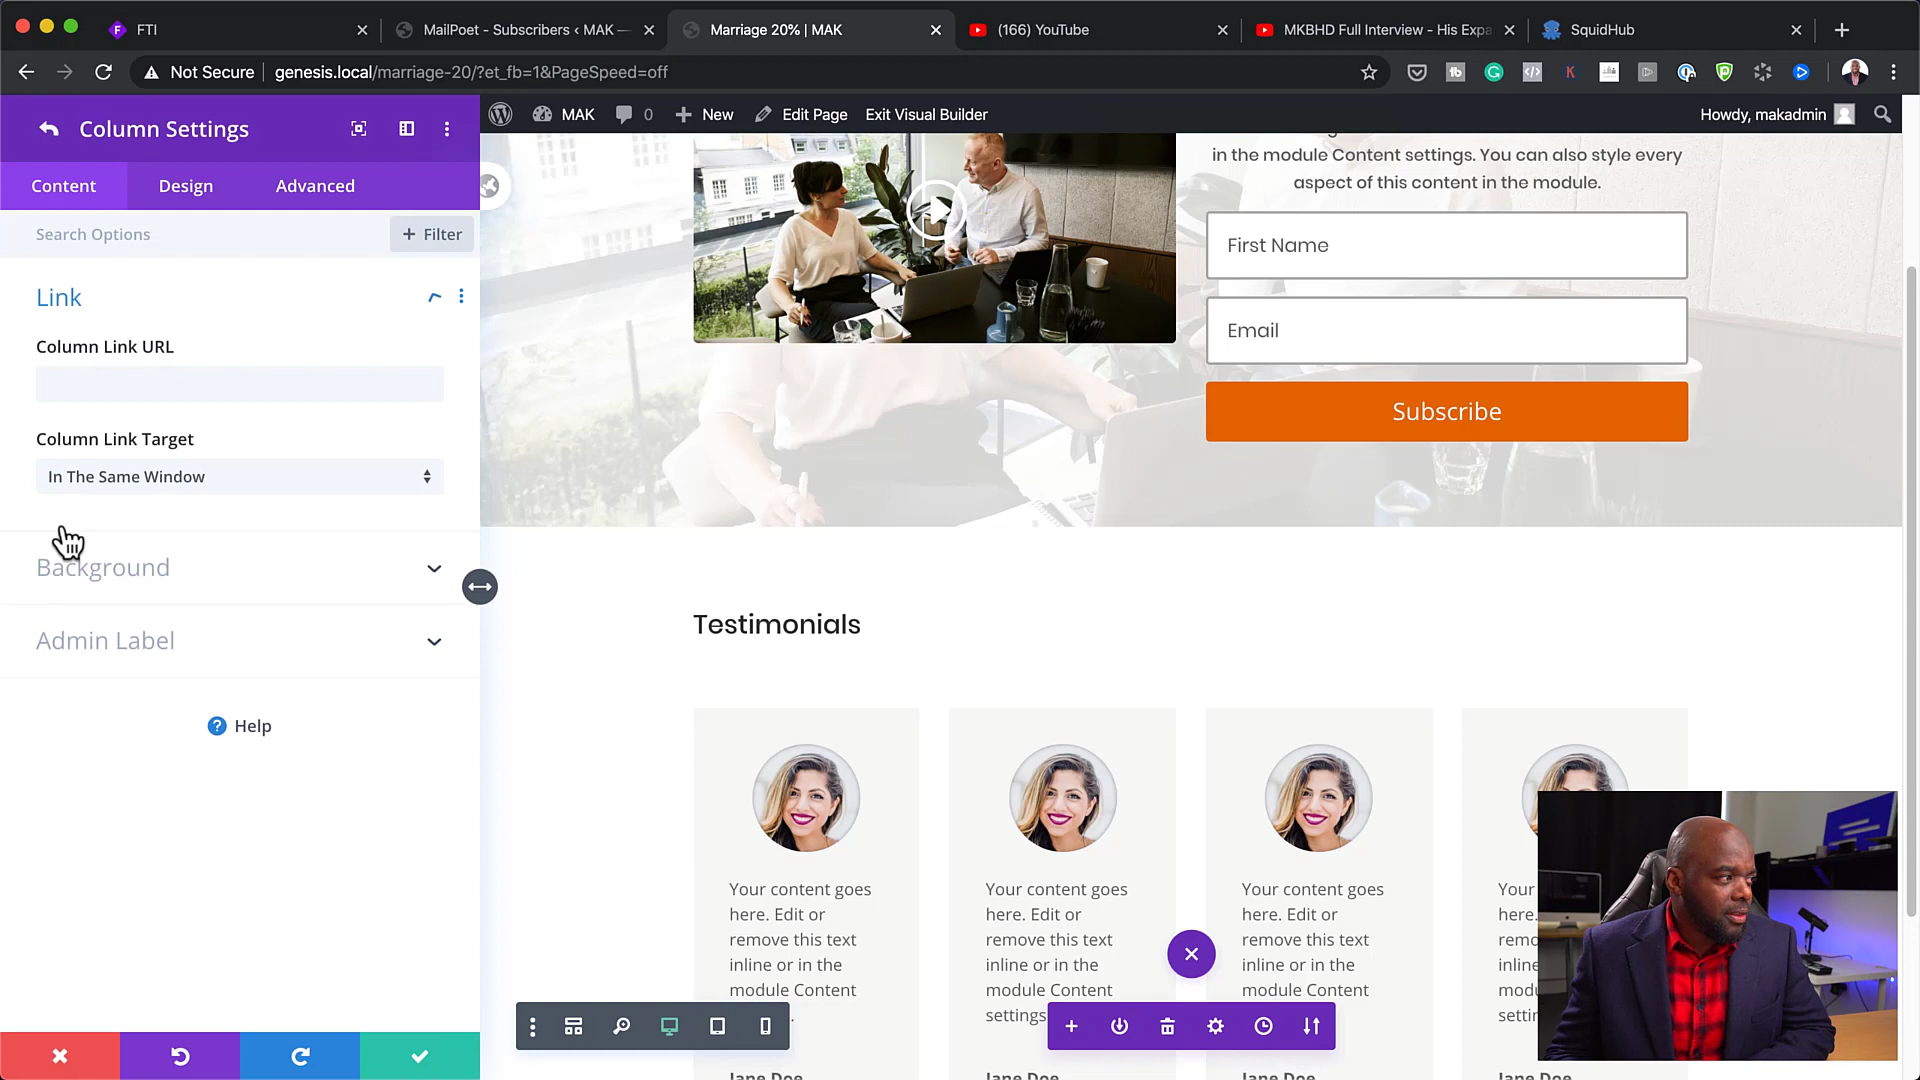 FTI
MailPoet - Subscribers ‹ MAK —
Marriage 20% | MAK
(166) YouTube
MKBHD Full Interview - His Expa
SquidHub
Not Secure
genesis.local/marriage-20/?et_fb=1&PageSpeed=off
Column Settings
MAK
0
New
Edit Page
Exit Visual Builder
Howdy, makadmin
Content
Design
Advanced
Search Options
+ Filter
Link
Column Link URL
Column Link Target
In The Same Window
Background
Admin Label
? Help
in the module Content settings. You can also style every
aspect of this content in the module.
First Name
Email
Subscribe
Testimonials
Your content goes
here. Edit or
remove this text
inline or in the
module Content
Jane Doe
Your content goes
here. Edit or
remove this text
inline or in the
module Content
settings
Jane Doe
Your content goes
here. Edit or
remove this text
inline or in the
module Content
settings.
Jane Doe
Your
here.